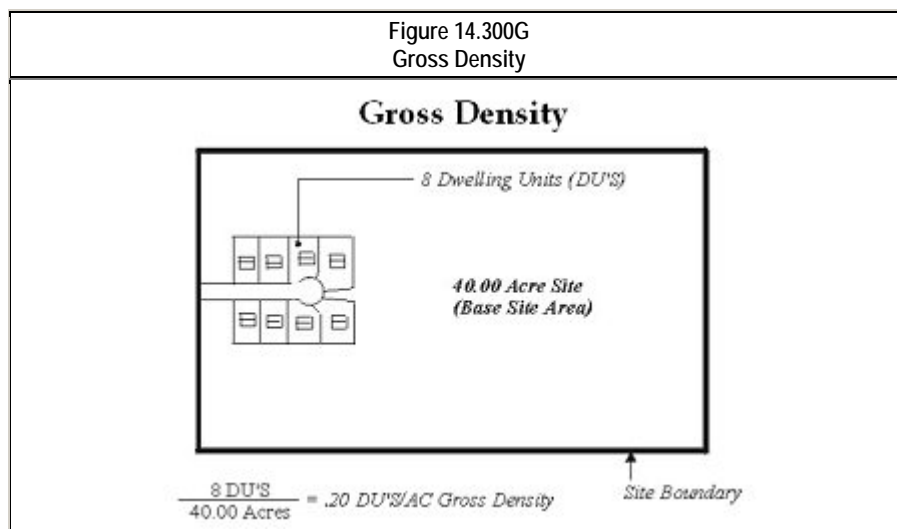 Figure 14.300G
Gross Density
Gross Density
8 Dwelling Units (DU'S)
40.00 Acre Site
(Base Site Area)
8 DU'S
40.00 Acres
= .20 DU'S/AC Gross Density
Site Boundary